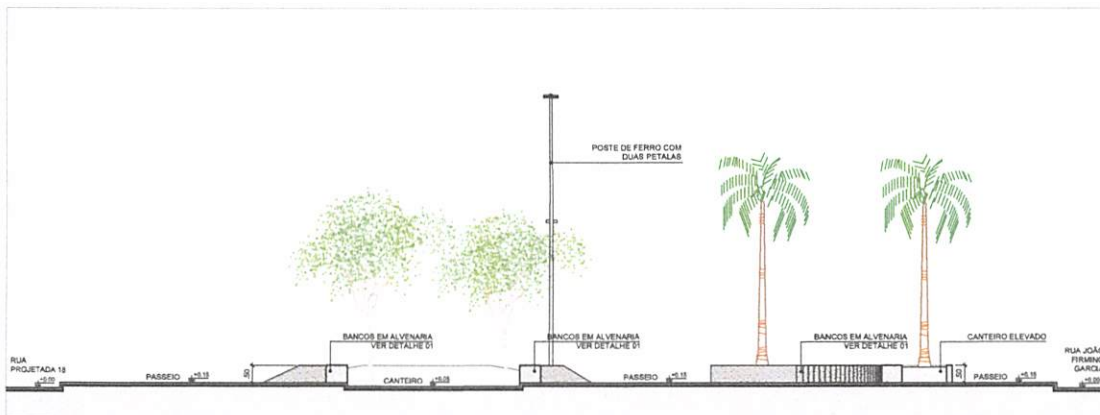 POSTE DE FERRO COM
DUAS PETALAS
BANCOS EM ALVENARIA
VER DETALHE 01
BANCOS EM ALVENARIA
VER DETALHE 01
BANCOS EM ALVENARIA
VER DETALHE 01
CANTEIRO ELEVADO
RUA
PROJETADA 18
+0,00
PASSEIO
+0,15
.50
CANTEIRO
+0,05
PASSEIO
+0,15
.50
PASSEIO
+0,15
RUA JOÃO
FIRMINO
GARCIA
+0,00